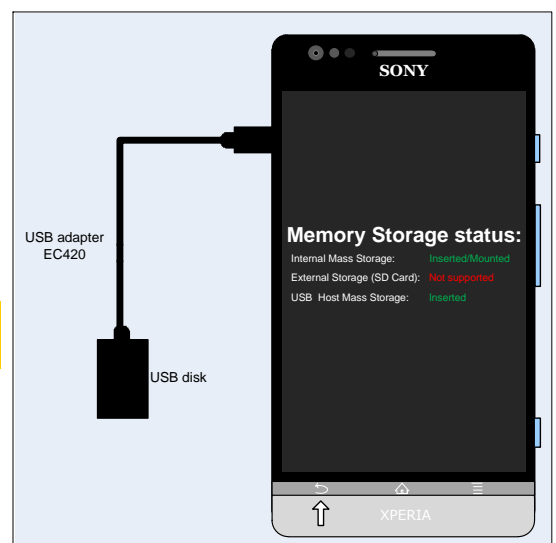 SONY
Memory Storage status:
Internal Mass Storage: Inserted/Mounted
External Storage (SD Card): Not supported
USB Host Mass Storage: Inserted
USB adapter
EC420
USB disk
XPERIA